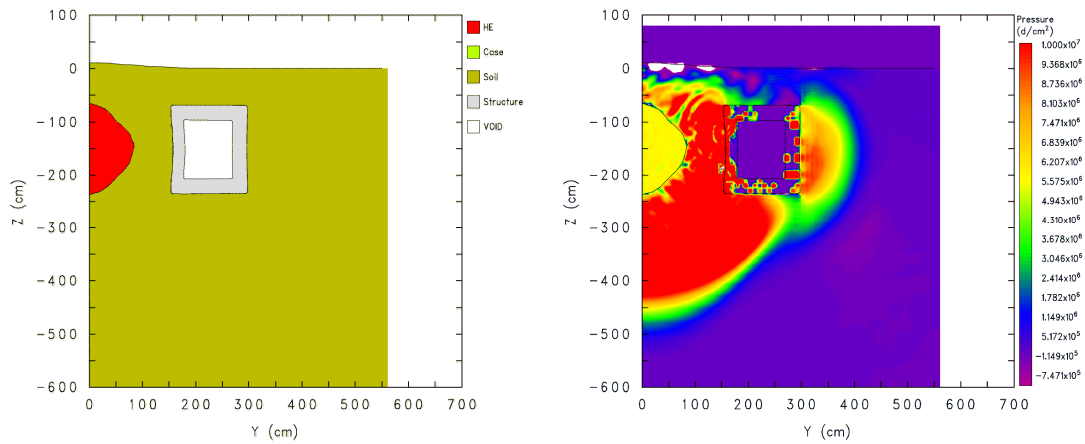 100
0
-100
-200
-300
-400
-500
-600
Z (cm)
0 100 200 300 400 500 600 700
Y (cm)
HE
Case
Soil
Structure
VOID
100
0
-100
-200
-300
-400
-500
-600
Z (cm)
0 100 200 300 400 500 600 700
Y (cm)
Pressure
(d/cm²)
1.000x10⁷
9.368x10⁶
8.736x10⁶
8.103x10⁶
7.471x10⁶
6.839x10⁶
6.207x10⁶
5.575x10⁶
4.943x10⁶
4.310x10⁶
3.678x10⁶
3.046x10⁶
2.414x10⁶
1.782x10⁶
1.149x10⁶
5.172x10⁵
-1.149x10⁵
-7.471x10⁵